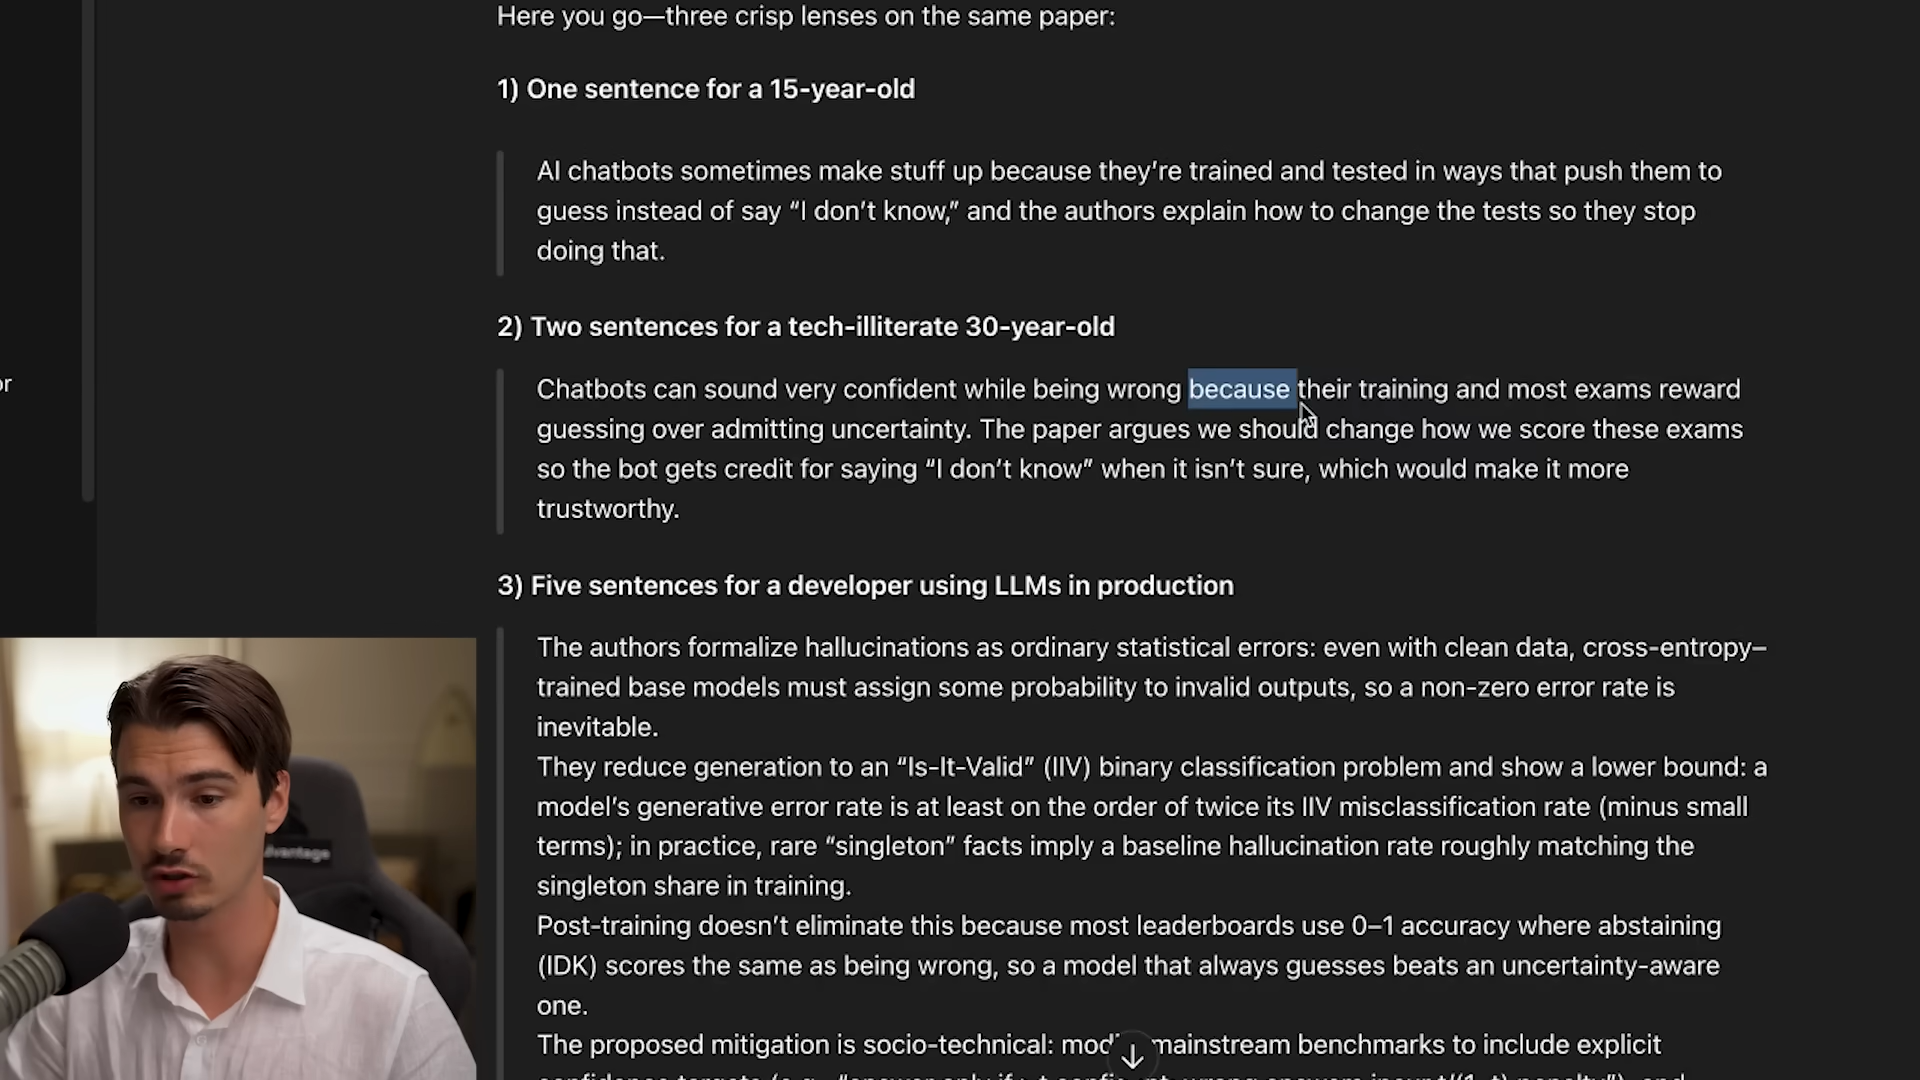 Here you go—three crisp lenses on the same paper:
1) One sentence for a 15-year-old
AI chatbots sometimes make stuff up because they’re trained and tested in ways that push them to
guess instead of say “I don’t know,” and the authors explain how to change the tests so they stop
doing that.
2) Two sentences for a tech-illiterate 30-year-old
Chatbots can sound very confident while being wrong because their training and most exams reward
guessing over admitting uncertainty. The paper argues we should change how we score these exams
so the bot gets credit for saying “I don’t know” when it isn’t sure, which would make it more
trustworthy.
3) Five sentences for a developer using LLMs in production
The authors formalize hallucinations as ordinary statistical errors: even with clean data, cross-entropy–
trained base models must assign some probability to invalid outputs, so a non-zero error rate is
inevitable.
They reduce generation to an “Is-It-Valid” (IIV) binary classification problem and show a lower bound: a
model’s generative error rate is at least on the order of twice its IIV misclassification rate (minus small
terms); in practice, rare “singleton” facts imply a baseline hallucination rate roughly matching the
singleton share in training.
Post-training doesn’t eliminate this because most leaderboards use 0–1 accuracy where abstaining
(IDK) scores the same as being wrong, so a model that always guesses beats an uncertainty-aware
one.
The proposed mitigation is socio-technical: mainstream benchmarks to include explicit